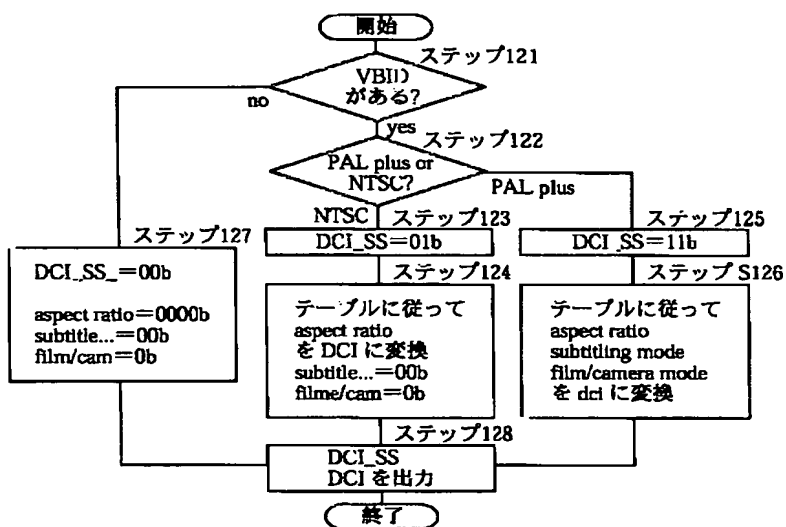 開始
ステップ121
VBID
がある?
no
yes
ステップ122
PAL plus or
NTSC?
PAL plus
NTSC
ステップ123
DCI_SS=01b
ステップ125
DCI_SS=11b
ステップ127
DCI_SS_=00b
aspect ratio=0000b
subtitle...=00b
film/cam=0b
ステップ124
テーブルに従って
aspect ratio
を DCI に変換
subtitle...=00b
filme/cam=0b
ステップ S126
テーブルに従って
aspect ratio
subtitling mode
film/camera mode
を dci に変換
ステップ128
DCI_SS
DCI を出力
終了